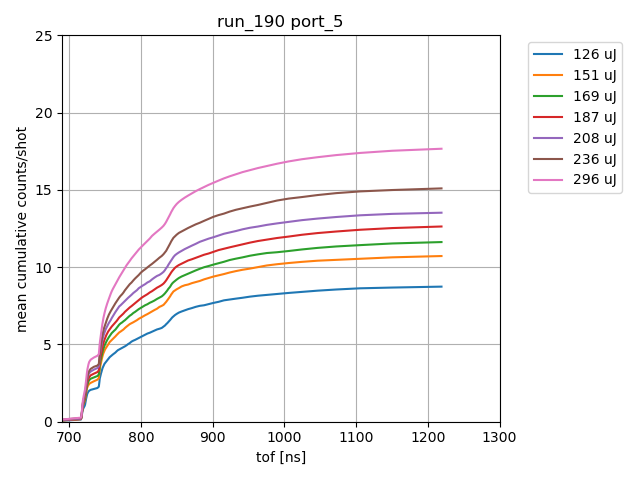 run_190 port_5
mean cumulative counts/shot
25
20
15
10
5
0
700
800
900
1000
1100
1200
1300
tof [ns]
126 uJ
151 uJ
169 uJ
187 uJ
208 uJ
236 uJ
296 uJ